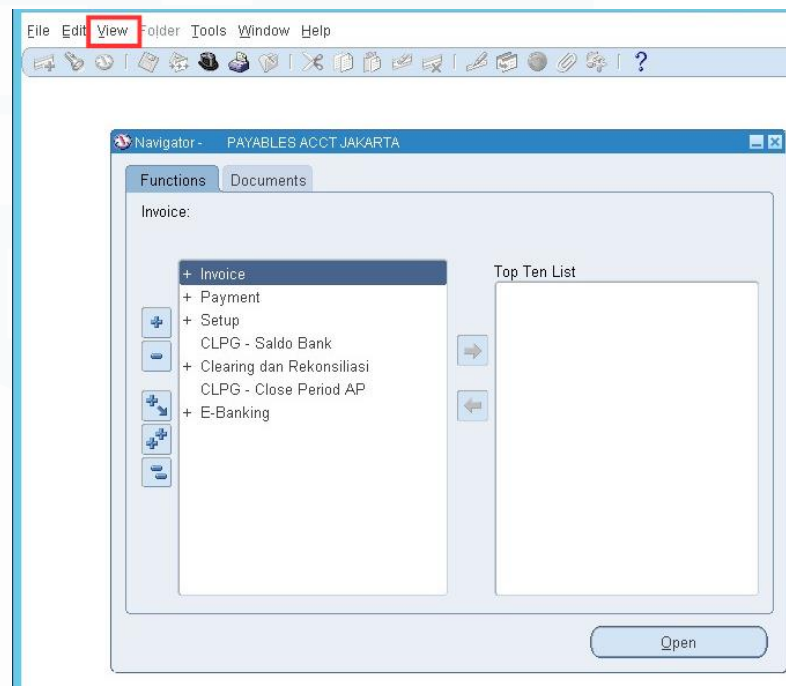 File Edit View Folder Tools Window Help
?
Navigator - PAYABLES ACCT JAKARTA
Functions Documents
Invoice:
+ Invoice
+ Payment
+ Setup
CLPG - Saldo Bank
+ Clearing dan Rekonsiliasi
CLPG - Close Period AP
+ E-Banking
Top Ten List
Open